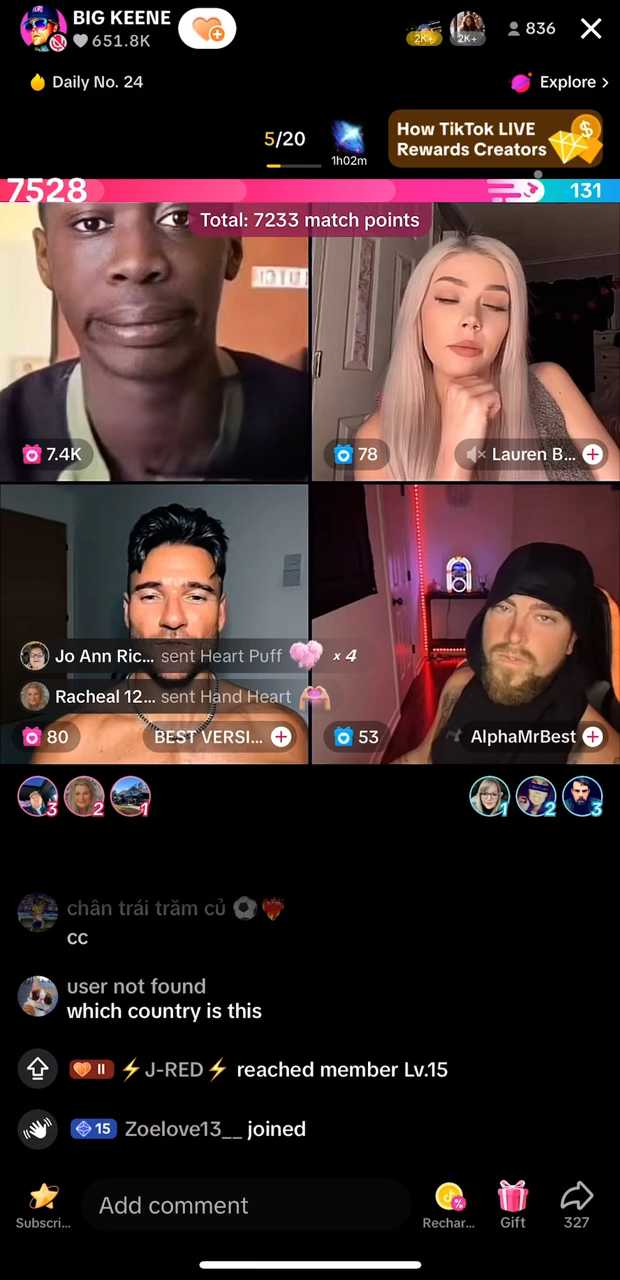 BIG KEENE
651.8K
2K+
2K+
836
Daily No. 24
Explore
5/20
1h02m
How TikTok LIVE
Rewards Creators
7528
131
Total: 7233 match points
7.4K
78
Lauren B...
Jo Ann Ric... sent Heart Puff x 4
Racheal 12... sent Hand Heart
80
BEST VERSI...
53
AlphaMrBest
3
2
1
1
2
3
chân trái trăm củ
cc
user not found
which country is this
II ⚡J-RED⚡ reached member Lv.15
15 Zoelove13__ joined
Subscri...
Add comment
Rechar...
Gift
327